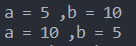 a = 5 ,b = 10
a = 10 ,b = 5